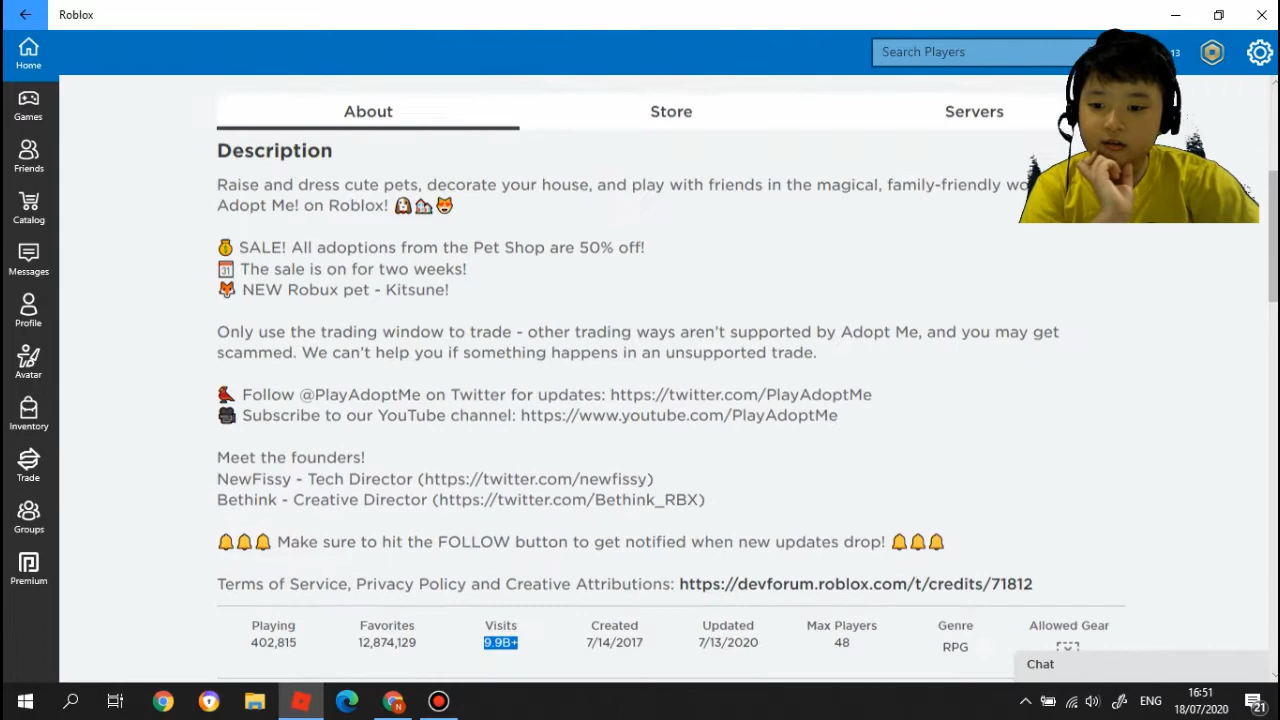 Roblox
Home
Search Players
13
Games
Friends
Catalog
Messages
Profile
Avatar
Inventory
Trade
Groups
Premium
About
Store
Servers
Description
Raise and dress cute pets, decorate your house, and play with friends in the magical, family-friendly
Adopt Me! on Roblox! 🐶🏡😻
💰 SALE! All adoptions from the Pet Shop are 50% off!
📅 The sale is on for two weeks!
🦊 NEW Robux pet - Kitsune!
Only use the trading window to trade - other trading ways aren't supported by Adopt Me, and you may get
scammed. We can't help you if something happens in an unsupported trade.
🐦 Follow @PlayAdoptMe on Twitter for updates: https://twitter.com/PlayAdoptMe
🎥 Subscribe to our YouTube channel: https://www.youtube.com/PlayAdoptMe
Meet the founders!
NewFissy - Tech Director (https://twitter.com/newfissy)
Bethink - Creative Director (https://twitter.com/Bethink_RBX)
🔔🔔🔔 Make sure to hit the FOLLOW button to get notified when new updates drop! 🔔🔔🔔
Terms of Service, Privacy Policy and Creative Attributions: https://devforum.roblox.com/t/credits/71812
Playing Favorites Visits Created Updated Max Players Genre Allowed Gear
402,815 12,874,129 9.9B+ 7/14/2017 7/13/2020 48 RPG
Chat
ENG
16:51
18/07/2020
21